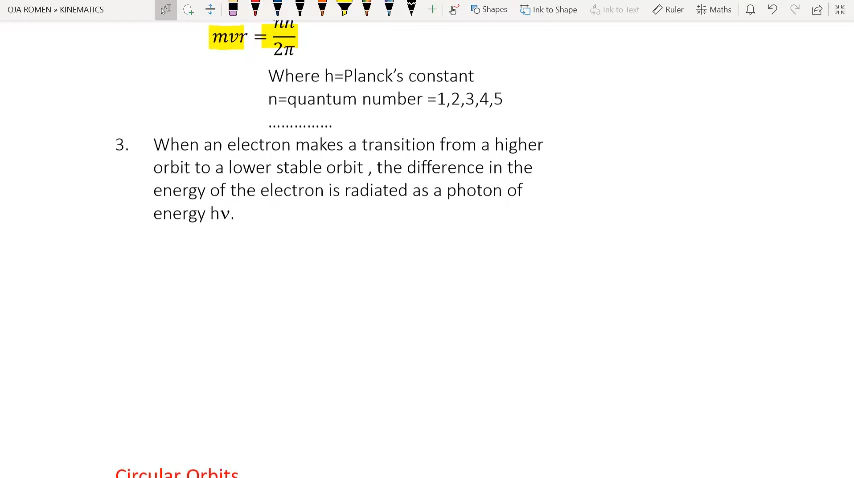 OJA ROMEN » KINEMATICS
Shapes
Ink to Shape
Ink to Text
Ruler
Maths
mvr = nh/2π
Where h=Planck’s constant
n=quantum number =1,2,3,4,5
……………
3. When an electron makes a transition from a higher
orbit to a lower stable orbit , the difference in the
energy of the electron is radiated as a photon of
energy hν.
Circular Orbits